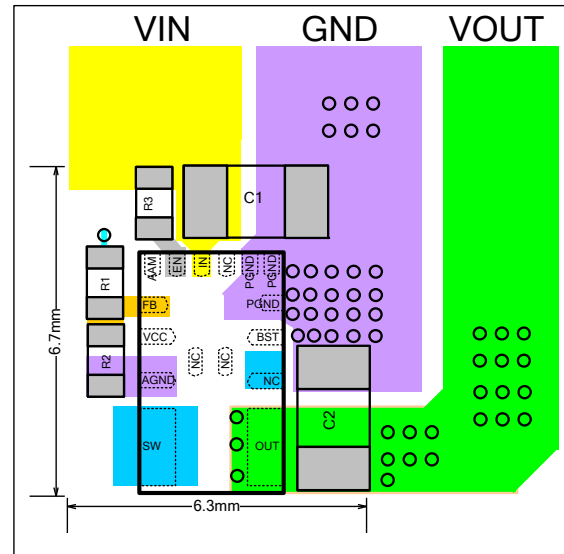 VIN GND VOUT
R3
C1
AAM EN IN NC PGND PGND
R1
FB PGND
6.7mm
VCC BST
R2
NC NC
AGND NC
C2
SW OUT
6.3mm